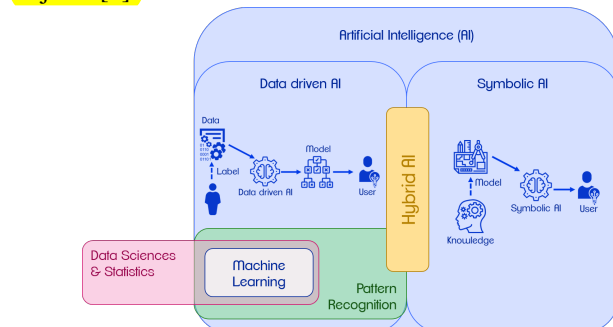 Artificial Intelligence (AI)
Data driven AI
Symbolic AI
Data
Label
Data driven AI
Model
User
Hybrid AI
Model
Knowledge
Symbolic AI
User
Data Sciences
& Statistics
Machine
Learning
Pattern
Recognition